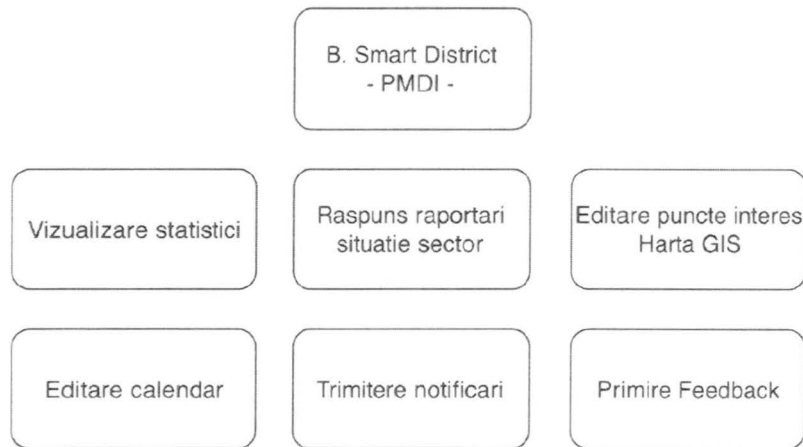 B. Smart District
- PMDI -
Vizualizare statistici
Raspuns raportari
situatie sector
Editare puncte interes
Harta GIS
Editare calendar
Trimitere notificari
Primire Feedback